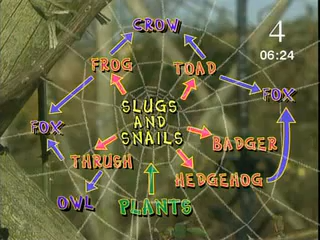 4
06:24
CROW
FROG
TOAD
FOX
SLUGS
AND
SNAILS
FOX
BADGER
THRUSH
HEDGEHOG
OWL
PLANTS